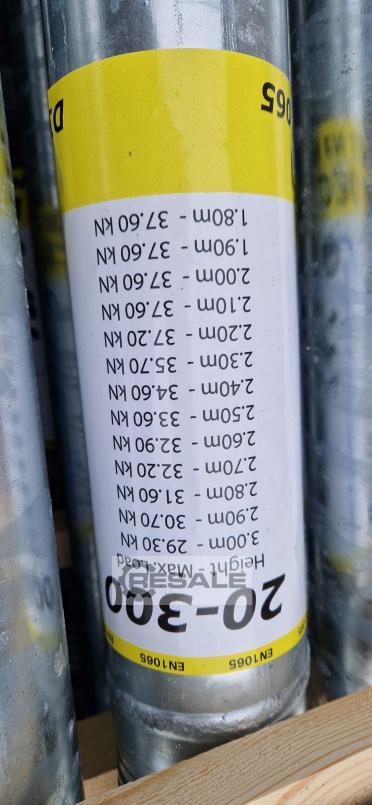 EN1065 EN1065
20-300
Height - Max. Load
3.00m - 29.30 kN
2.90m - 30.70 kN
2.80m - 31.60 kN
2.70m - 32.20 kN
2.60m - 32.90 kN
2.50m - 33.60 kN
2.40m - 34.60 kN
2.30m - 35.70 kN
2.20m - 37.20 kN
2.10m - 37.60 kN
2.00m - 37.60 kN
1.90m - 37.60 kN
1.80m - 37.60 kN
RESALE